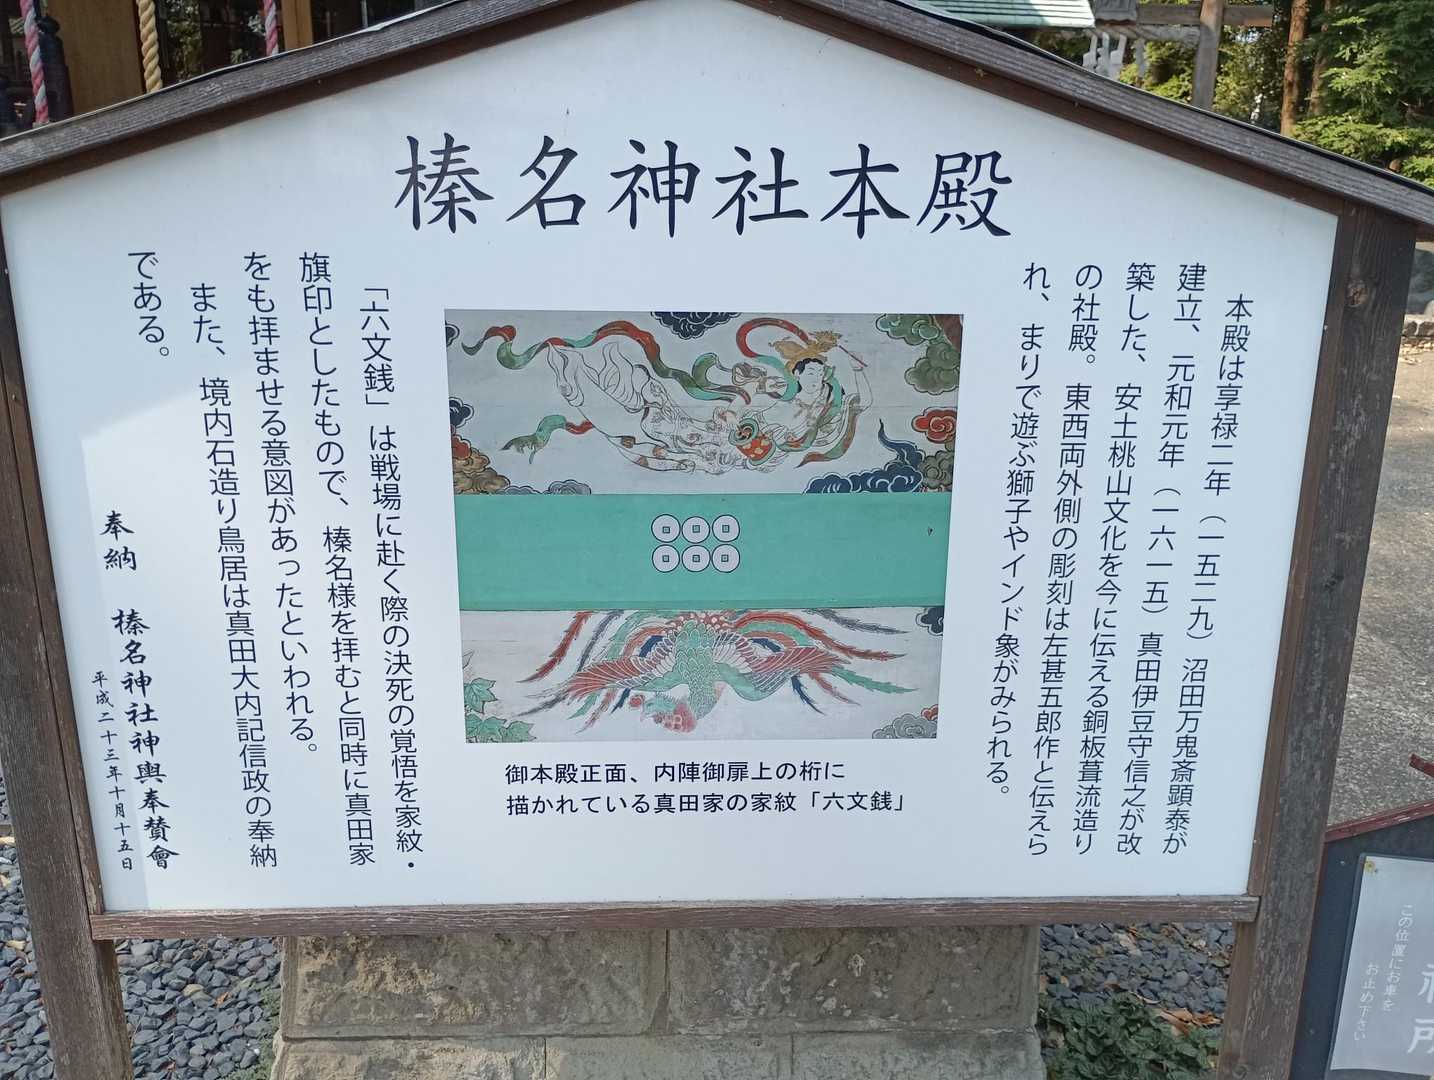 榛名神社本殿
本殿は享禄二年（一五二九）沼田万鬼斎顕泰が
建立、元和元年（一六一五）真田伊豆守信之が改
築した、安土桃山文化を今に伝える銅板葺流造り
の社殿。東西両外側の彫刻は左甚五郎作と伝えら
れ、まりで遊ぶ獅子やインド象がみられる。
御本殿正面、内陣御扉上の桁に
描かれている真田家の家紋「六文銭」
「六文銭」は戦場に赴く際の決死の覚悟を家紋・
旗印としたもので、榛名様を拝むと同時に真田家
をも拝ませる意図があったといわれる。
また、境内石造り鳥居は真田大内記信政の奉納
である。
奉納 榛名神社神輿奉賛會
平成二十三年十月十五日
この位置にお車を
お止め下さい